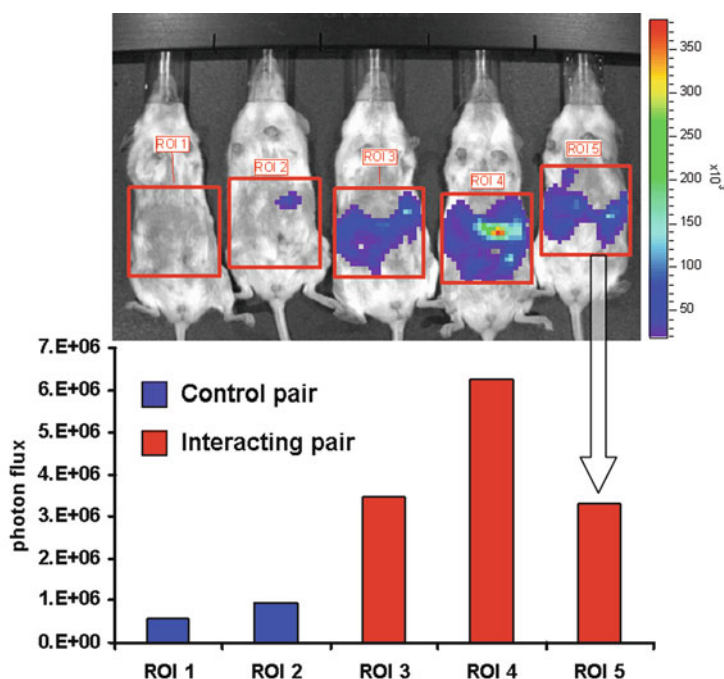 ROI 1
ROI 2
ROI 3
ROI 4
ROI 5
350
300
250
200
150
100
50
x10³
7.E+06
6.E+06
5.E+06
4.E+06
3.E+06
2.E+06
1.E+06
0.E+00
photon flux
Control pair
Interacting pair
ROI 1
ROI 2
ROI 3
ROI 4
ROI 5